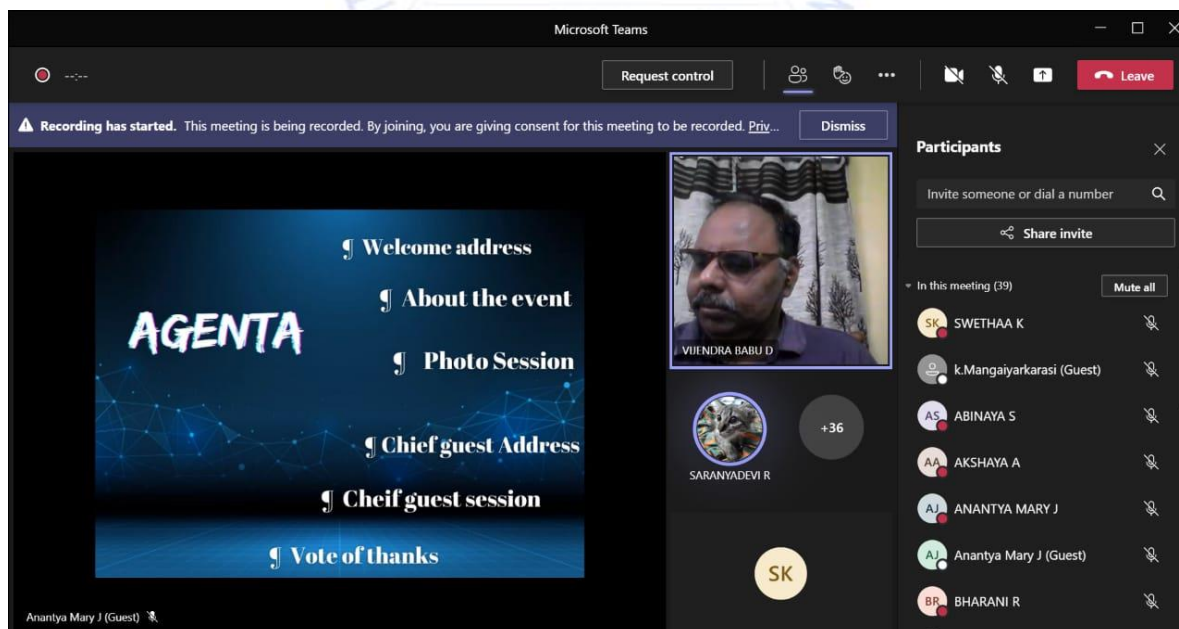 Microsoft Teams
--:--
Request control
Leave
Recording has started. This meeting is being recorded. By joining, you are giving consent for this meeting to be recorded. Priv...
Dismiss
AGENTA
¶ Welcome address
¶ About the event
¶ Photo Session
¶ Chief guest Address
¶ Cheif guest session
¶ Vote of thanks
Anantya Mary J (Guest)
VIJENDRA BABU D
SARANYADEVI R
+36
SK
Participants
Invite someone or dial a number
Share invite
In this meeting (39)
Mute all
SK SWETHAA K
k.Mangaiyarkarasi (Guest)
AS ABINAYA S
AA AKSHAYA A
AJ ANANTYA MARY J
AJ Anantya Mary J (Guest)
BR BHARANI R